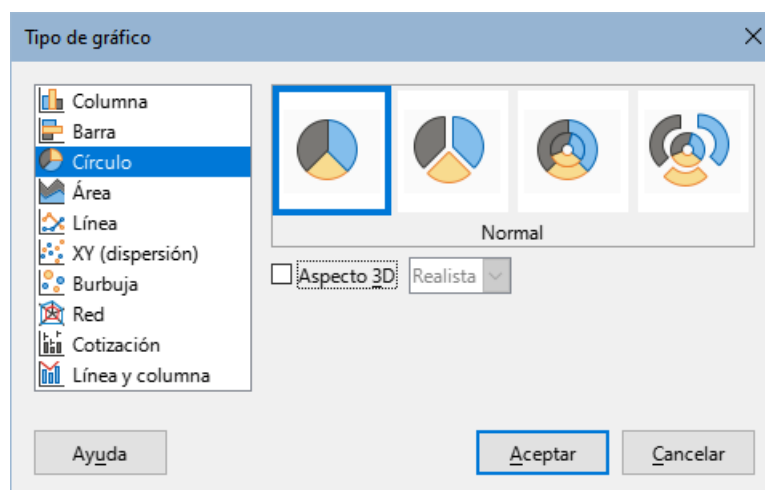 Tipo de gráfico
Columna
Barra
Círculo
Área
Línea
XY (dispersión)
Burbuja
Red
Cotización
Línea y columna
Normal
Aspecto 3D Realista
Ayuda Aceptar Cancelar